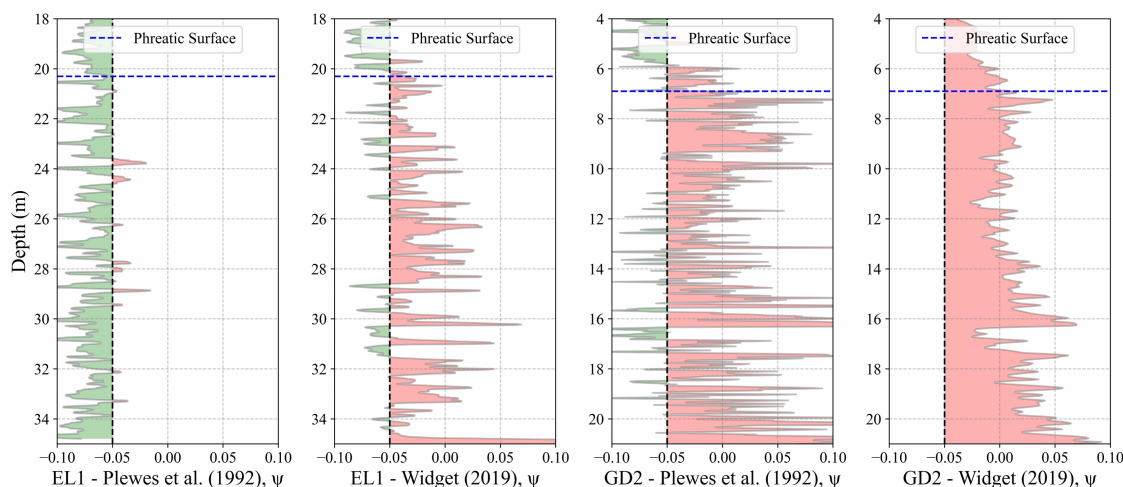 Phreatic Surface
Phreatic Surface
Phreatic Surface
Phreatic Surface
Depth (m)
18
20
22
24
26
28
30
32
34
18
20
22
24
26
28
30
32
34
4
6
8
10
12
14
16
18
20
4
6
8
10
12
14
16
18
20
−0.10 −0.05 0.00 0.05 0.10
−0.10 −0.05 0.00 0.05 0.10
−0.10 −0.05 0.00 0.05 0.10
−0.10 −0.05 0.00 0.05 0.10
EL1 - Plewes et al. (1992), ψ
EL1 - Widget (2019), ψ
GD2 - Plewes et al. (1992), ψ
GD2 - Widget (2019), ψ